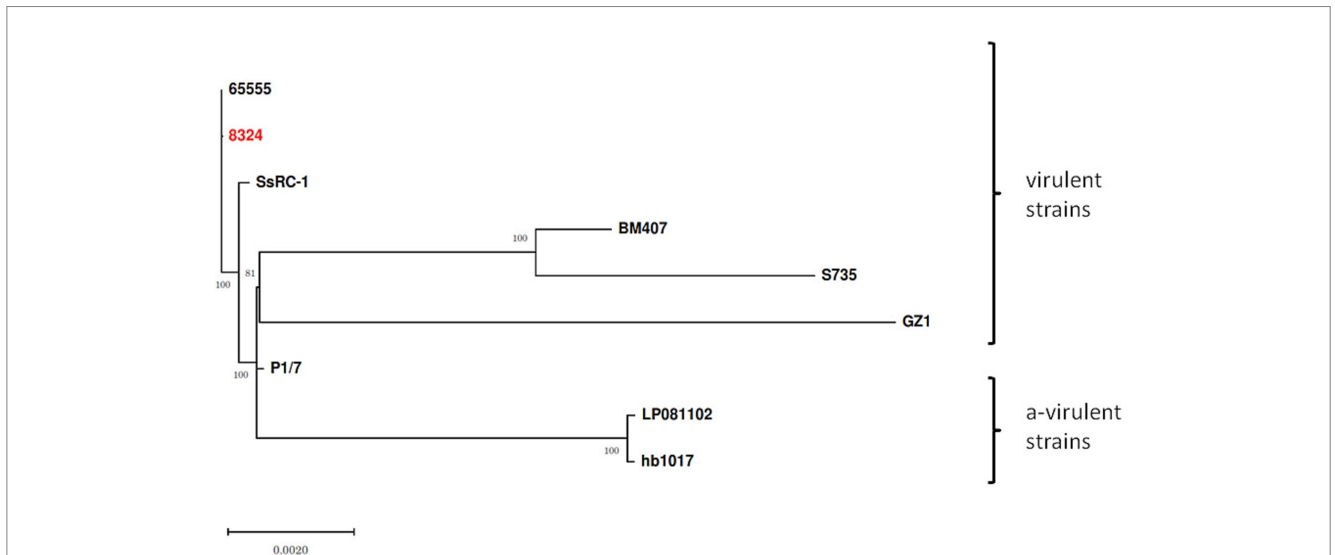 65555
8324
SsRC-1
virulent
strains
BM407
100
S735
81
100
GZ1
P1/7
100
LP081102
a-virulent
strains
100
hb1017
0.0020